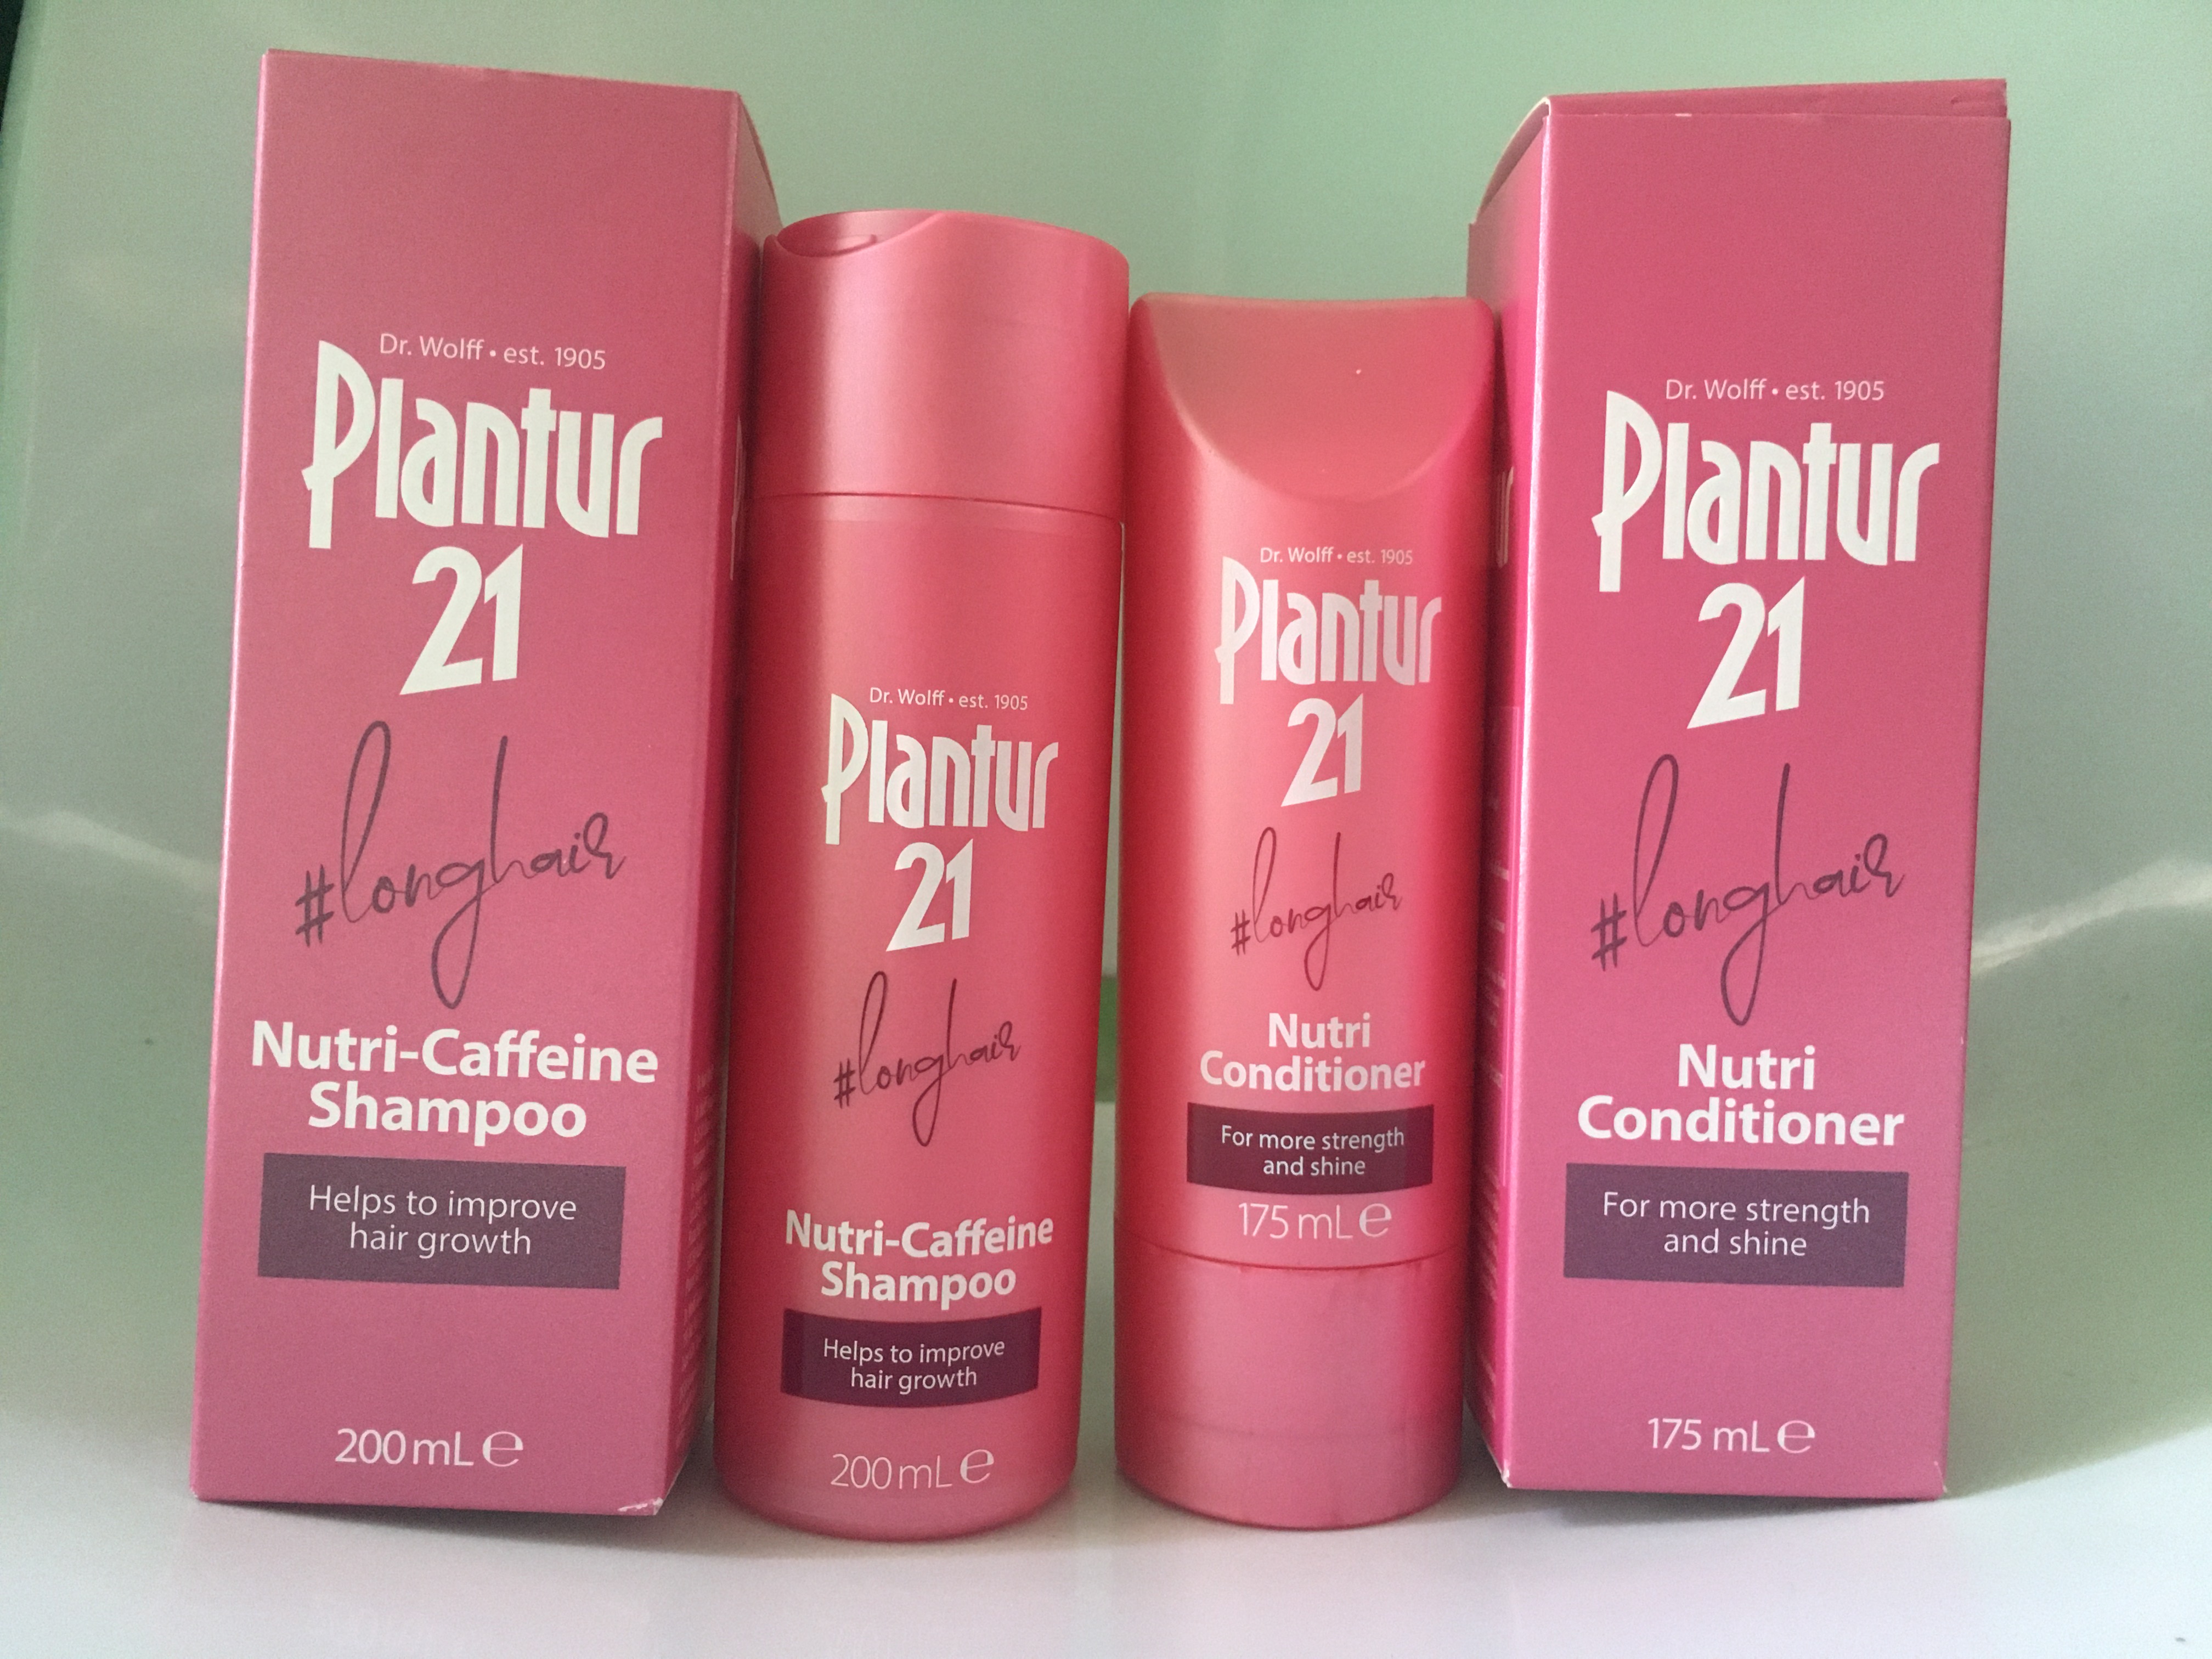 Dr. Wolff • est. 1905
Plantur
21
#longhair
Nutri-Caffeine
Shampoo
Helps to improve
hair growth
200 mL ℮
Dr. Wolff • est. 1905
Plantur
21
#longhair
Nutri-Caffeine
Shampoo
Helps to improve
hair growth
200 mL ℮
Dr. Wolff • est. 1905
Plantur
21
#longhair
Nutri
Conditioner
For more strength
and shine
175 mL ℮
Dr. Wolff • est. 1905
Plantur
21
#longhair
Nutri
Conditioner
For more strength
and shine
175 mL ℮